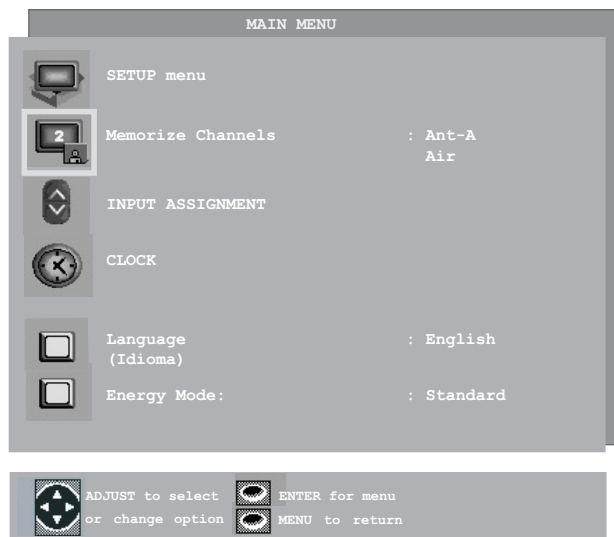 MAIN MENU
SETUP menu
2
Memorize Channels : Ant-A
Air
INPUT ASSIGNMENT
CLOCK
Language : English
(Idioma)
Energy Mode: : Standard
ADJUST to select ENTER for menu
or change option MENU to return